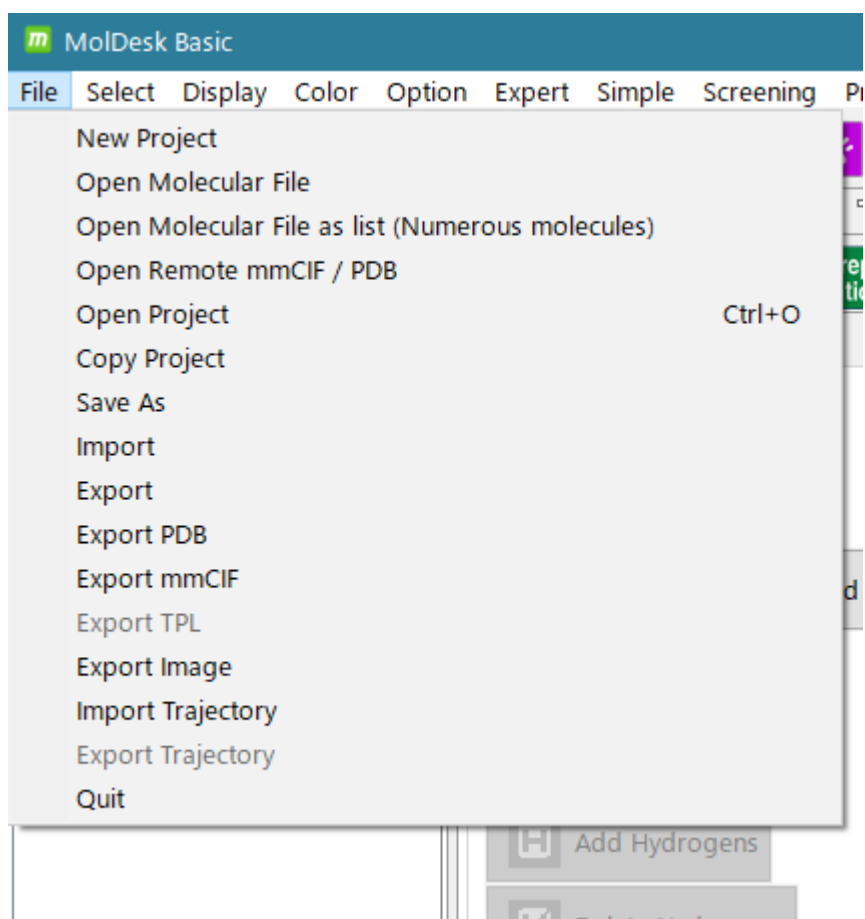 m MolDesk Basic
File Select Display Color Option Expert Simple Screening
New Project
Open Molecular File
Open Molecular File as list (Numerous molecules)
Open Remote mmCIF / PDB
Open Project Ctrl+O
Copy Project
Save As
Import
Export
Export PDB
Export mmCIF
Export TPL
Export Image
Import Trajectory
Export Trajectory
Quit
H Add Hydrogens